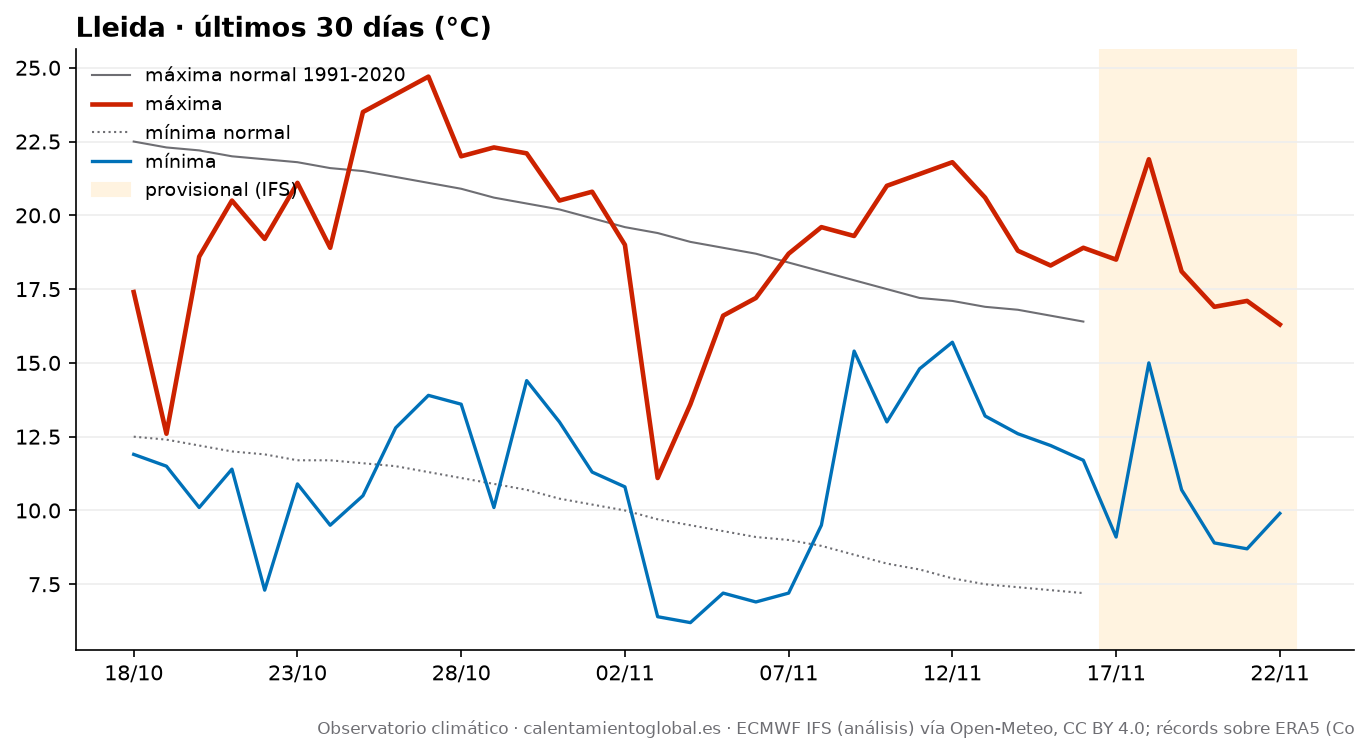 Lleida · últimos 30 días (°C)
25.0
22.5
20.0
17.5
15.0
12.5
10.0
7.5
máxima normal 1991-2020
máxima
mínima normal
mínima
provisional (IFS)
18/10 23/10 28/10 02/11 07/11 12/11 17/11 22/11
Observatorio climático · calentamientoglobal.es · ECMWF IFS (análisis) vía Open-Meteo, CC BY 4.0; récords sobre ERA5 (Co